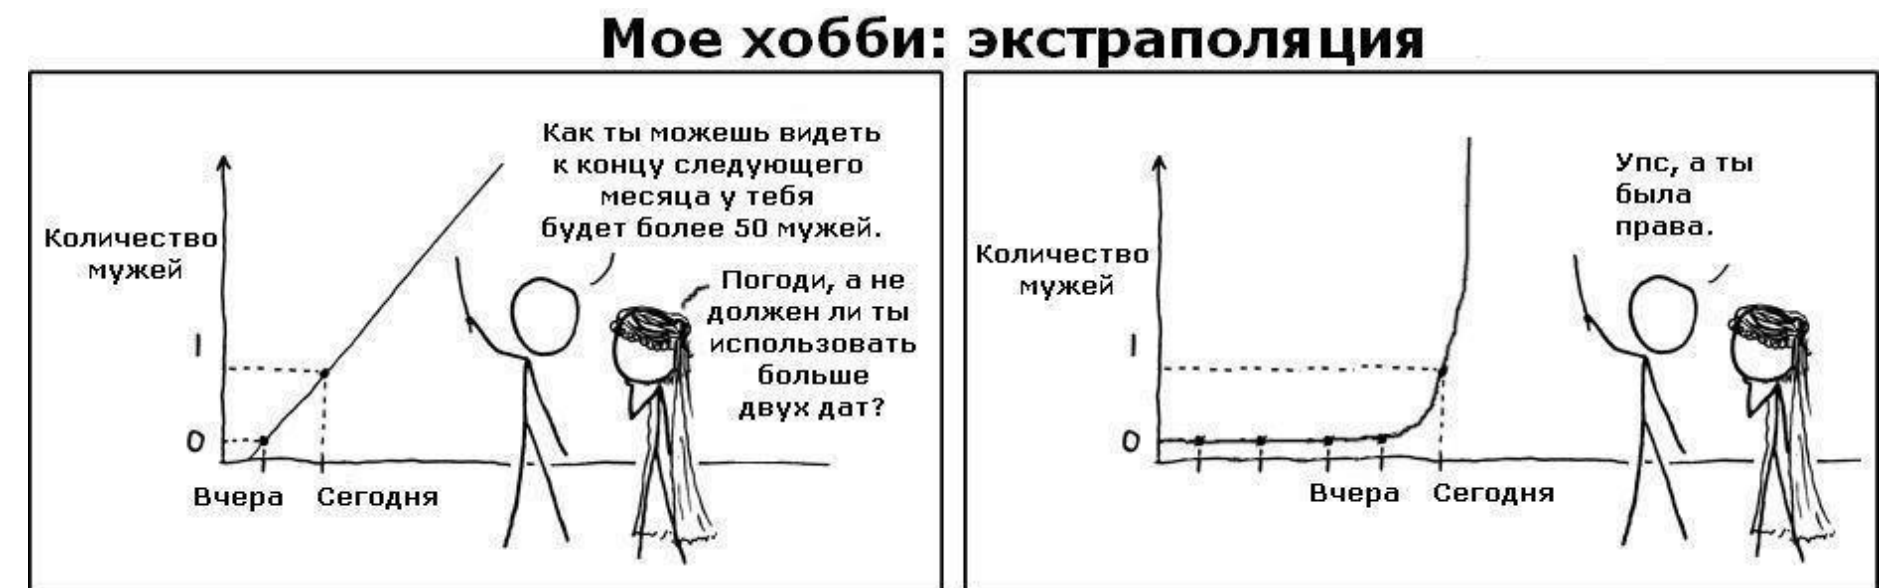 Мое хобби: экстраполяция
Как ты можешь видеть
к концу следующего
месяца у тебя
будет более 50 мужей.
Погоди, а не
должен ли ты
использовать
больше
двух дат?
Количество
мужей
1
0
Вчера Сегодня
Упс, а ты
была
права.
Количество
мужей
1
0
Вчера Сегодня